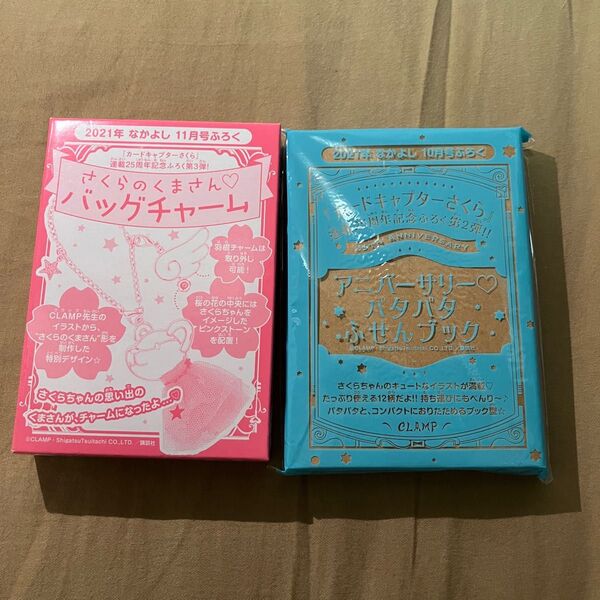 2021年 なかよし 11月号ふろく
『カードキャプターさくら』
連載25周年記念ふろく第3弾!
さくらのくまさん♡
バッグチャーム
羽根チャームは
取り外し
可能!
CLAMP先生の
イラストから、
"さくらのくまさん"形を
制作した
特別デザイン☆
桜の花の中央には
さくらちゃんを
イメージした
ピンクストーン
を配置!
さくらちゃんの思い出の
くまさんが、チャームになったよ…♡
©CLAMP・ShigatsuTsuitachi CO.,LTD./講談社
2021年 なかよし 10月号ふろく
『カードキャプターさくら』
周年記念ふろく第2弾!!
ANNIVERSARY
アニバーサリー♡
パタパタ
ふせんブック
©CLAMP・ShigatsuTsuitachi CO.,LTD./講談社
さくらちゃんのキュートなイラストが満載♡
たっぷり使える12柄だよ!! 持ち運びにもべんり〜♪
パタパタと、コンパクトにおりたためるブック型☆
CLAMP